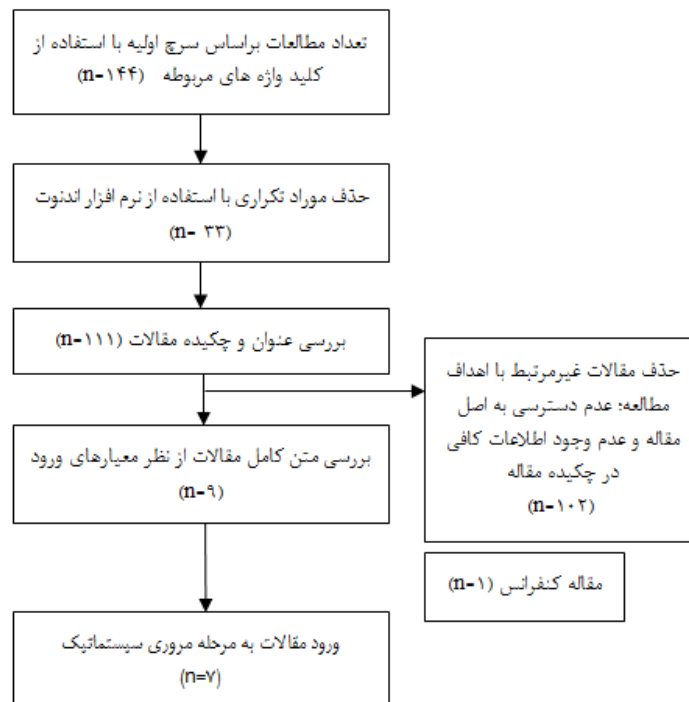 تعداد مطالعات براساس سرچ اولیه با استفاده از
کلید واژه های مربوطه (n-۱۴۴)
حذف موراد تکراری با استفاده از نرم افزار اندنوت
(n- ۳۳)
بررسی عنوان و چکیده مقالات (n-۱۱۱)
حذف مقالات غیرمرتبط با اهداف
مطالعه؛ عدم دسترسی به اصل
مقاله و عدم وجود اطلاعات کافی
در چکیده مقاله
(n-۱۰۲)
بررسی متن کامل مقالات از نظر معیارهای ورود
(n-۹)
مقاله کنفرانس (n-۱)
ورود مقالات به مرحله مروری سیستماتیک
(n=۷)